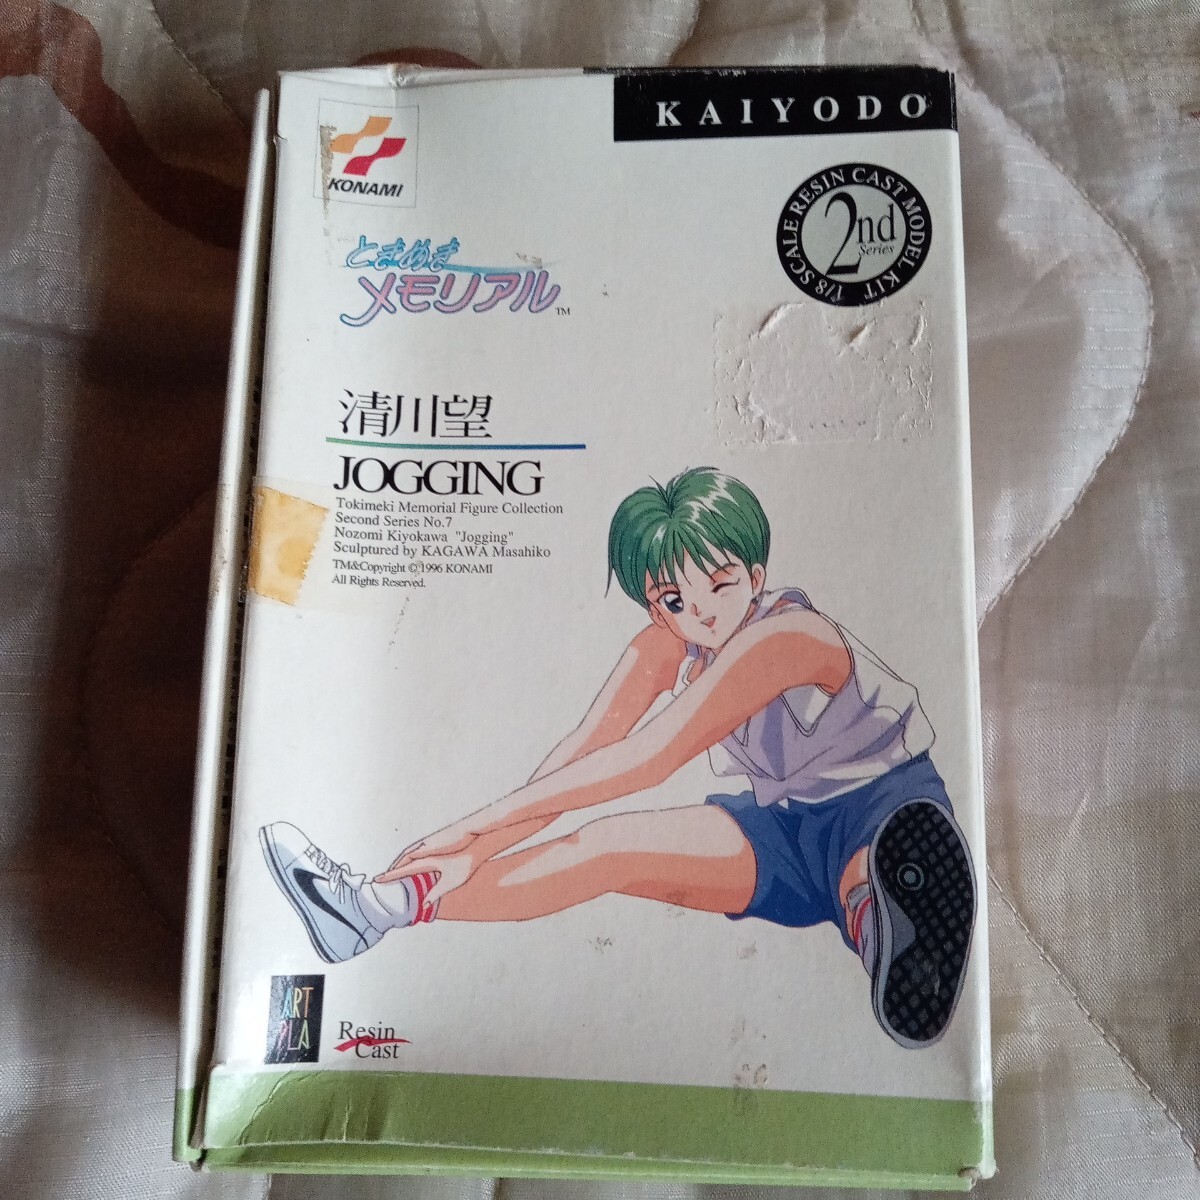 KAIYODO
KONAMI
1/8 SCALE RESIN CAST MODEL KIT
2nd
Series
ときめき
メモリアル™
清川望
JOGGING
Tokimeki Memorial Figure Collection
Second Series No.7
Nozomi Kiyokawa "Jogging"
Sculptured by KAGAWA Masahiko
TM&Copyright © 1996 KONAMI
All Rights Reserved.
ART
PLA
Resin
Cast